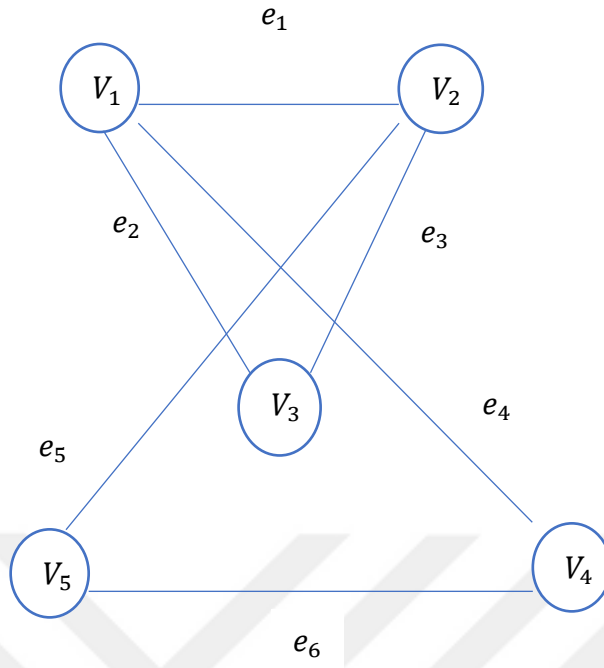 e₁
V₁ V₂
e₂ e₃
V₃
e₄
e₅
V₅ V₄
e₆